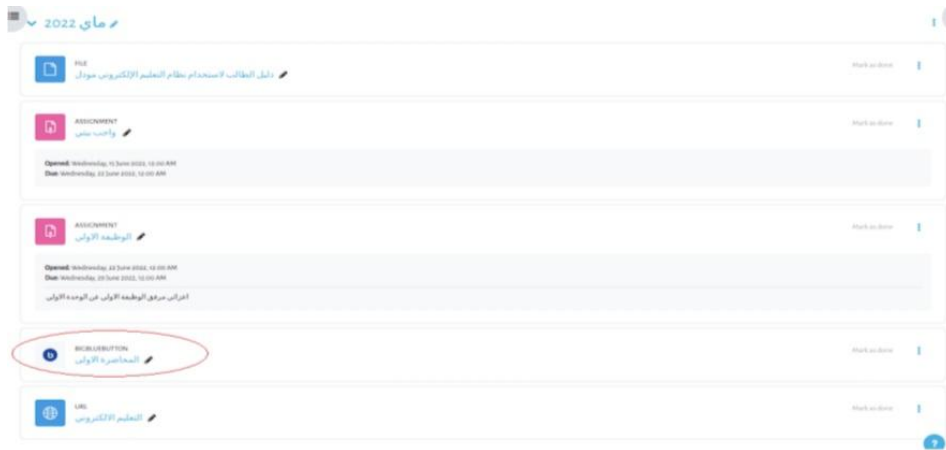 ماي 2022
FILE
دليل الطالب لاستخدام نظام التعليم الإلكتروني مودل
Mark as done
ASSIGNMENT
واجب بيتي
Mark as done
Opened: Wednesday, 15 June 2022, 12:00 AM
Due: Wednesday, 22 June 2022, 12:00 AM
ASSIGNMENT
الوظيفة الاولى
Mark as done
Opened: Wednesday, 22 June 2022, 12:00 AM
Due: Wednesday, 29 June 2022, 12:00 AM
اعزائي مرفق الوظيفة الاولى عن الوحدة الاولى
BIGBLUEBUTTON
المحاضرة الاولى
Mark as done
URL
التعليم الالكتروني
Mark as done